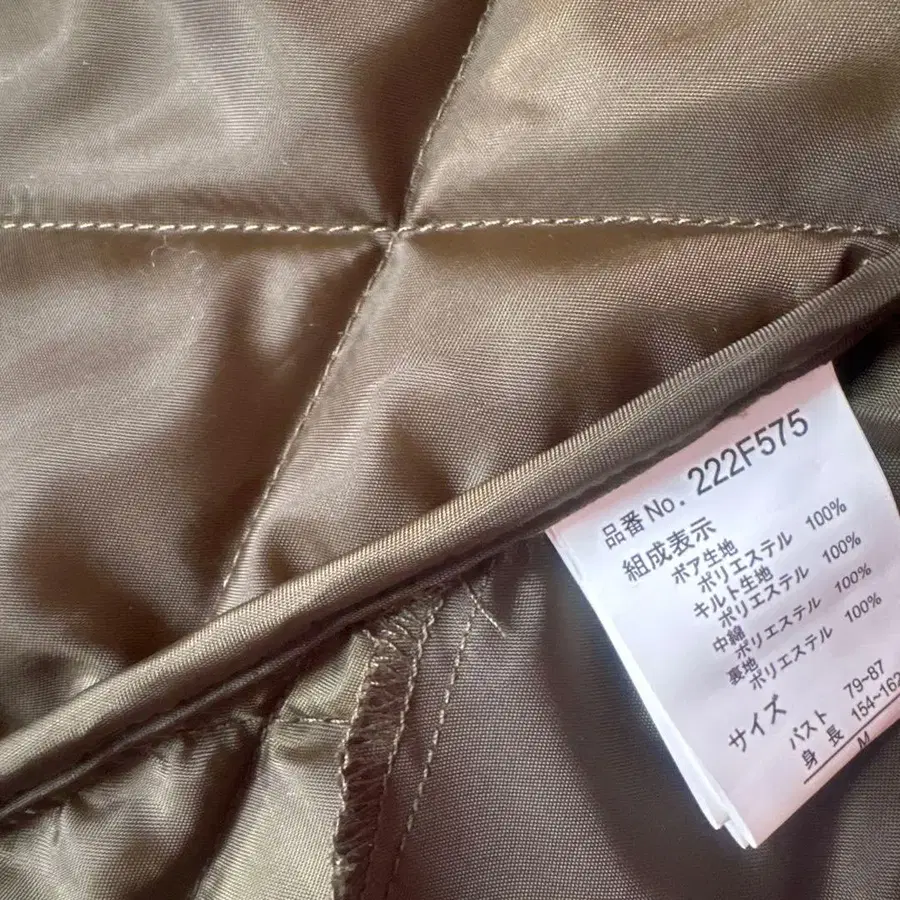 品番No. 222F575
組成表示
ボア生地
ポリエステル 100%
キルト生地
ポリエステル 100%
中綿
ポリエステル 100%
裏地
ポリエステル 100%
サイズ
バスト 79~87
身長 154-162
M